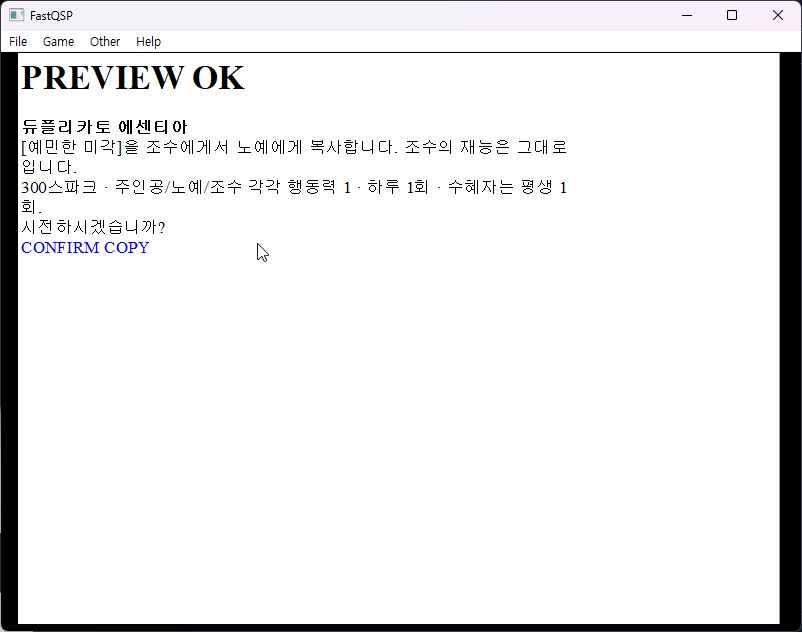 FastQSP
File Game Other Help
PREVIEW OK
듀플리카토 에센티아
[예민한 미각]을 조수에게서 노예에게 복사합니다. 조수의 재능은 그대로
입니다.
300스파크 · 주인공/노예/조수 각각 행동력 1 · 하루 1회 · 수혜자는 평생 1
회.
시전하시겠습니까?
CONFIRM COPY